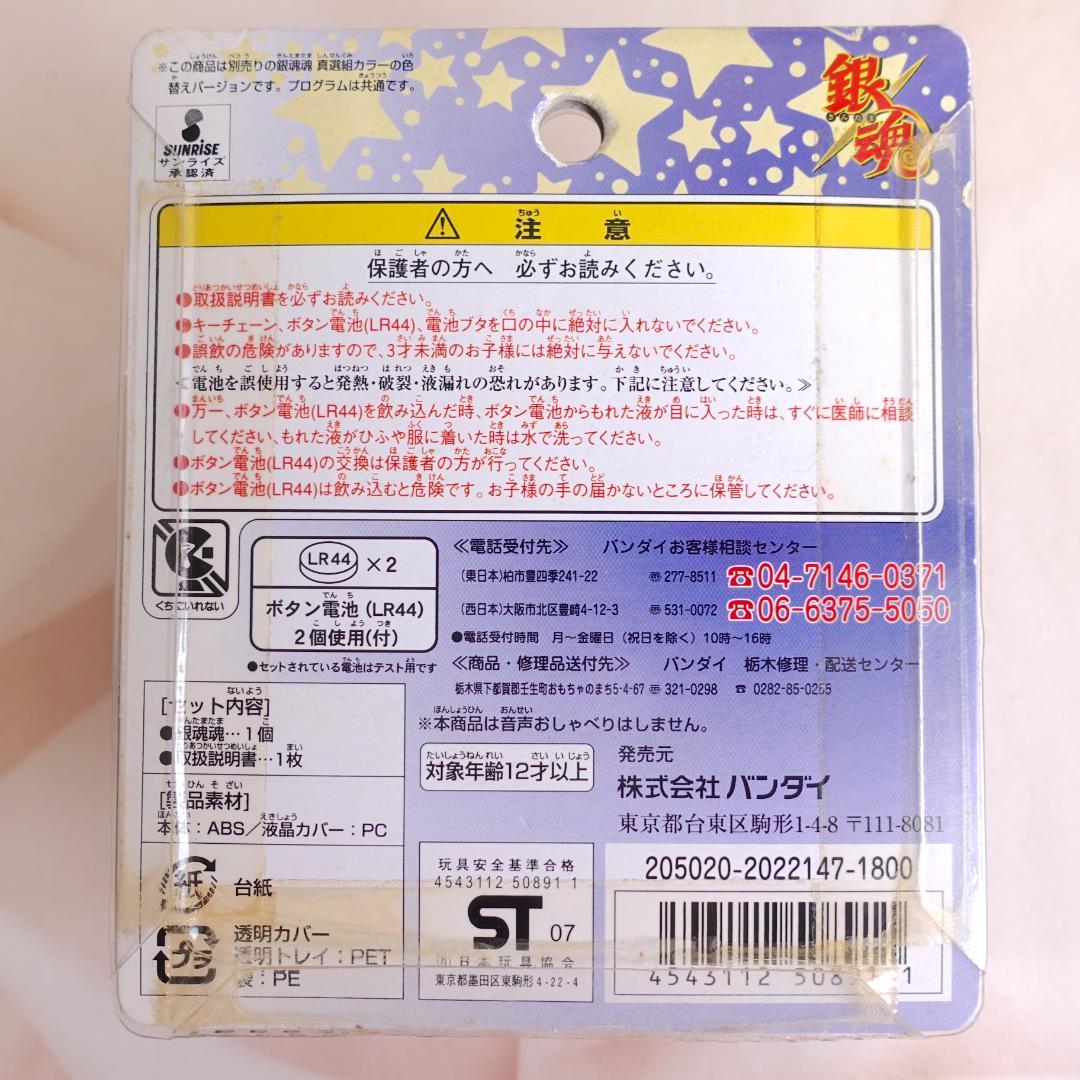 ※この商品は別売りの銀魂魂 真選組カラーの色
替えバージョンです。プログラムは共通です。
SUNRISE
サンライズ
承認済
銀魂
ぎんたま
注意
保護者の方へ 必ずお読みください。
●取扱説明書を必ずお読みください。
●キーチェーン、ボタン電池(LR44)、電池ブタを口の中に絶対に入れないでください。
●誤飲の危険がありますので、3才未満のお子様には絶対に与えないでください。
≪電池を誤使用すると発熱・破裂・液漏れの恐れがあります。下記に注意してください。≫
●万一、ボタン電池(LR44)を飲み込んだ時、ボタン電池からもれた液が目に入った時は、すぐに医師に相談
してください、もれた液がひふや服に着いた時は水で洗ってください。
●ボタン電池(LR44)の交換は保護者の方が行ってください。
●ボタン電池(LR44)は飲み込むと危険です。お子様の手の届かないところに保管してください。
くちにいれない
LR44 ×2
ボタン電池(LR44)
2個使用(付)
●セットされている電池はテスト用です
≪電話受付先≫ バンダイお客様相談センター
(東日本)柏市豊四季241-22 〠277-8511 ☎04-7146-0371
(西日本)大阪市北区豊崎4-12-3 〠531-0072 ☎06-6375-5050
●電話受付時間 月〜金曜日(祝日を除く)10時〜16時
≪商品・修理品送付先≫ バンダイ 栃木修理・配送センター
栃木県下都賀郡壬生町おもちゃのまち5-4-67 〠321-0298 ☎0282-85-0255
※本商品は音声おしゃべりはしません。
[セット内容]
●銀魂魂…1個
●取扱説明書…1枚
[製品素材]
本体:ABS/液晶カバー:PC
対象年齢12才以上
発売元
株式会社 バンダイ
東京都台東区駒形1-4-8 〒111-8081
紙 台紙
プラ 透明カバー
透明トレイ:PET
袋:PE
玩具安全基準合格
4543112 50891 1
ST 07
(社)日本玩具協会
東京都墨田区東駒形4-22-4
205020-2022147-1800
4543112 508 1